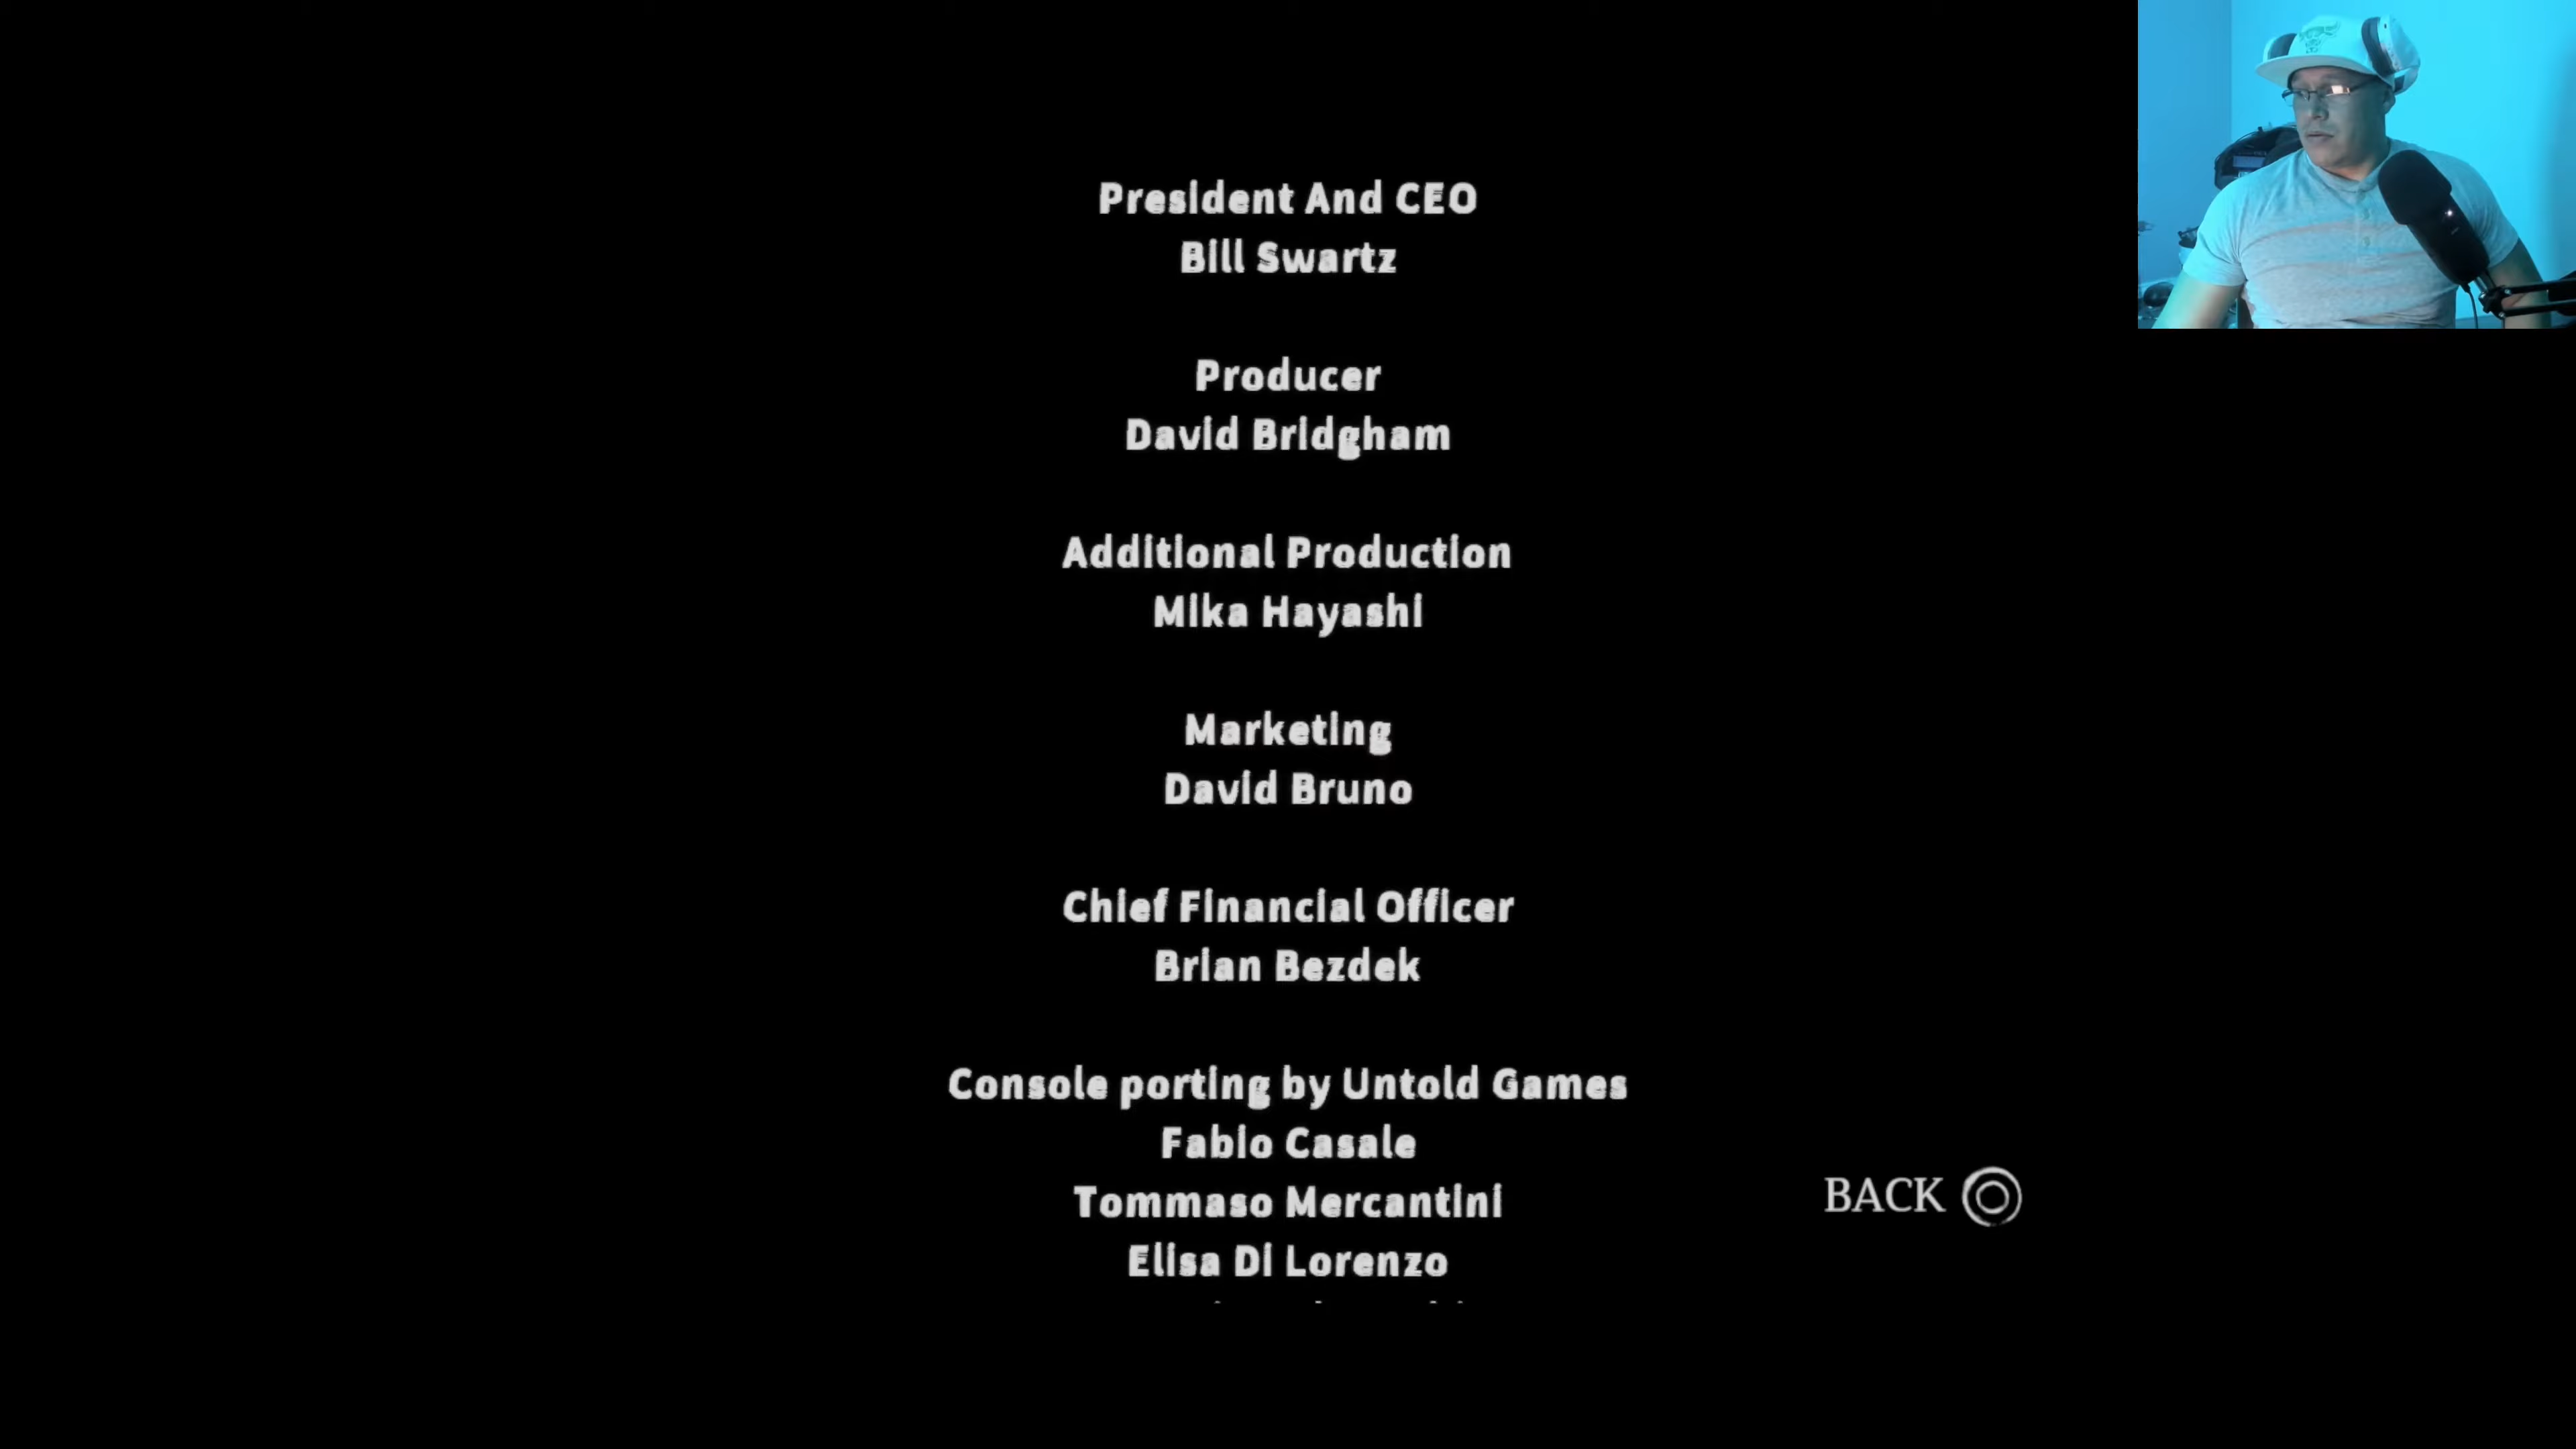 President And CEO
Bill Swartz
Producer
David Bridgham
Additional Production
Mika Hayashi
Marketing
David Bruno
Chief Financial Officer
Brian Bezdek
Console porting by Untold Games
Fabio Casale
Tommaso Mercantini
Elisa Di Lorenzo
BACK